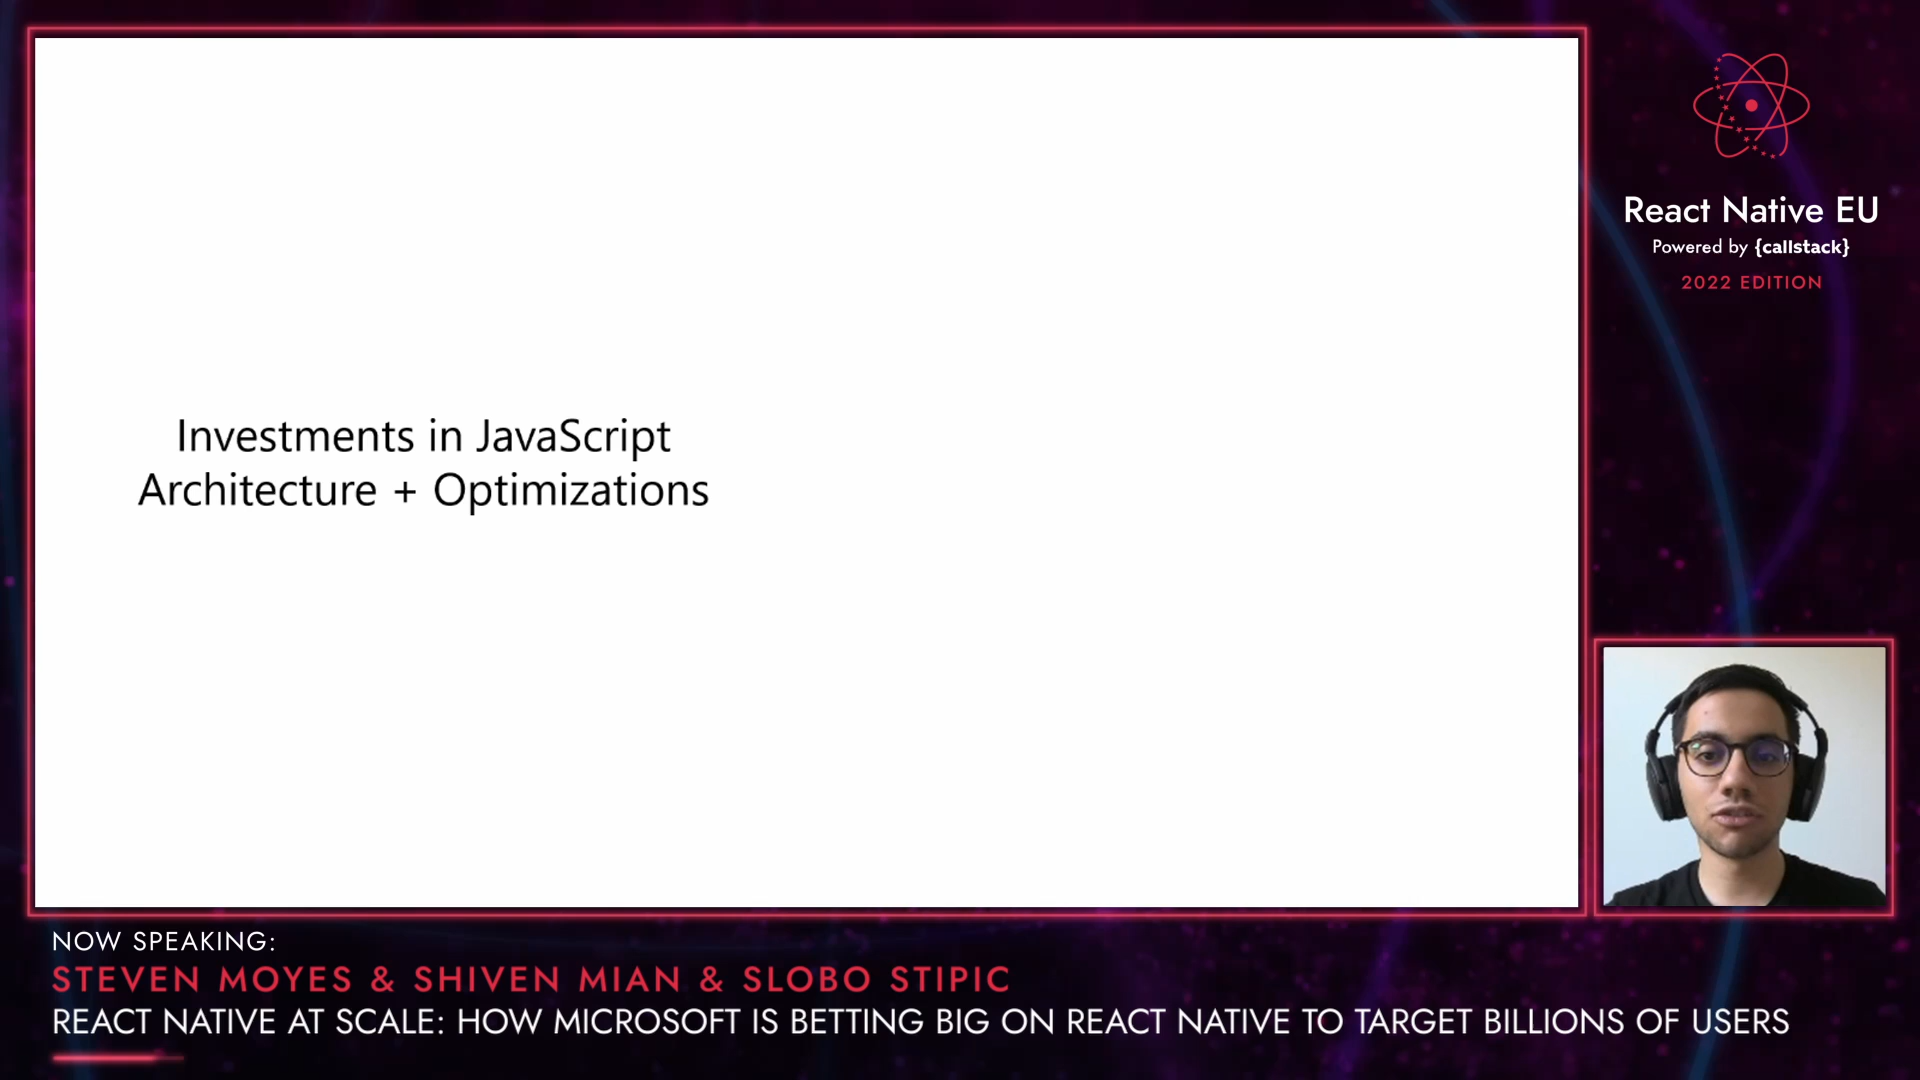 Investments in JavaScript
Architecture + Optimizations
React Native EU
Powered by {callstack}
2022 EDITION
NOW SPEAKING:
STEVEN MOYES & SHIVEN MIAN & SLOBO STIPIC
REACT NATIVE AT SCALE: HOW MICROSOFT IS BETTING BIG ON REACT NATIVE TO TARGET BILLIONS OF USERS